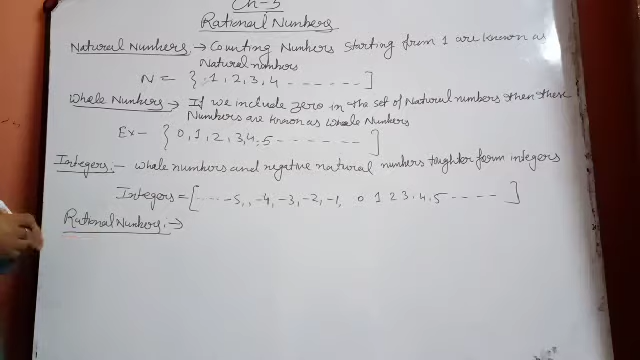 Ch-3
Rational Numbers
Natural Numbers → Counting Numbers starting from 1 are known as
Natural numbers
N = { 1, 2, 3, 4 ....... ]
Whole Numbers → If we include zero in the set of Natural numbers then these
Numbers are known as Whole Numbers
Ex- { 0, 1, 2, 3, 4, 5 - - - - - - - ]
Integers - Whole numbers and negative natural numbers toghter form integers
Integers = [ .... -5, -4, -3, -2, -1, 0 1 2 3, 4, 5 - - - - - ]
Rational Numbers →